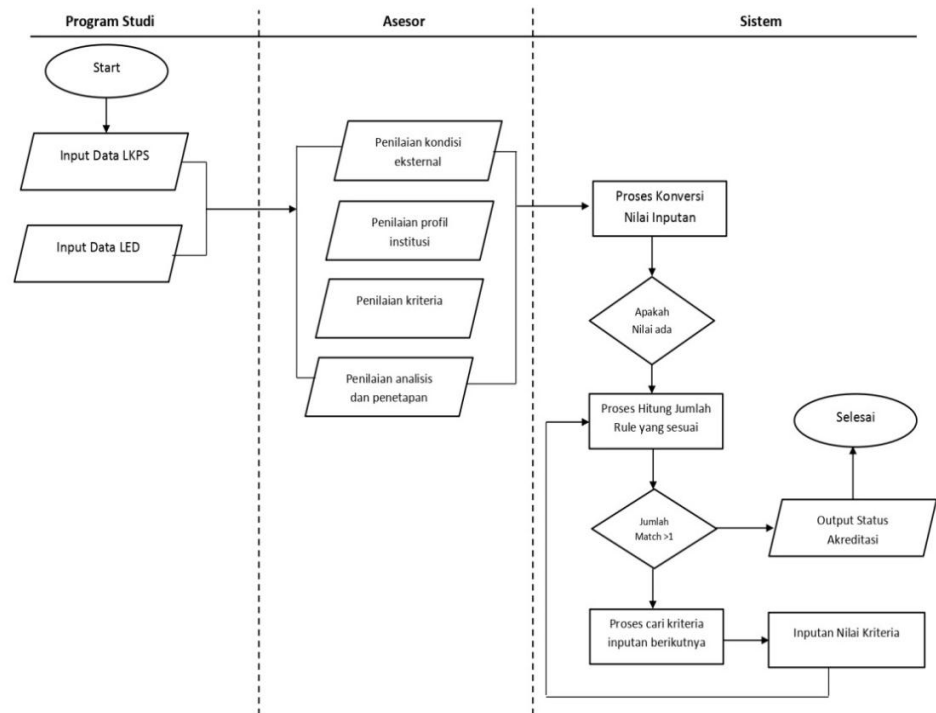 Program Studi
Asesor
Sistem
Start
Input Data LKPS
Input Data LED
Penilaian kondisi
eksternal
Penilaian profil
institusi
Penilaian kriteria
Penilaian analisis
dan penetapan
Proses Konversi
Nilai Inputan
Apakah
Nilai ada
Proses Hitung Jumlah
Rule yang sesuai
Selesai
Jumlah
Match >1
Output Status
Akreditasi
Proses cari kriteria
inputan berikutnya
Inputan Nilai Kriteria